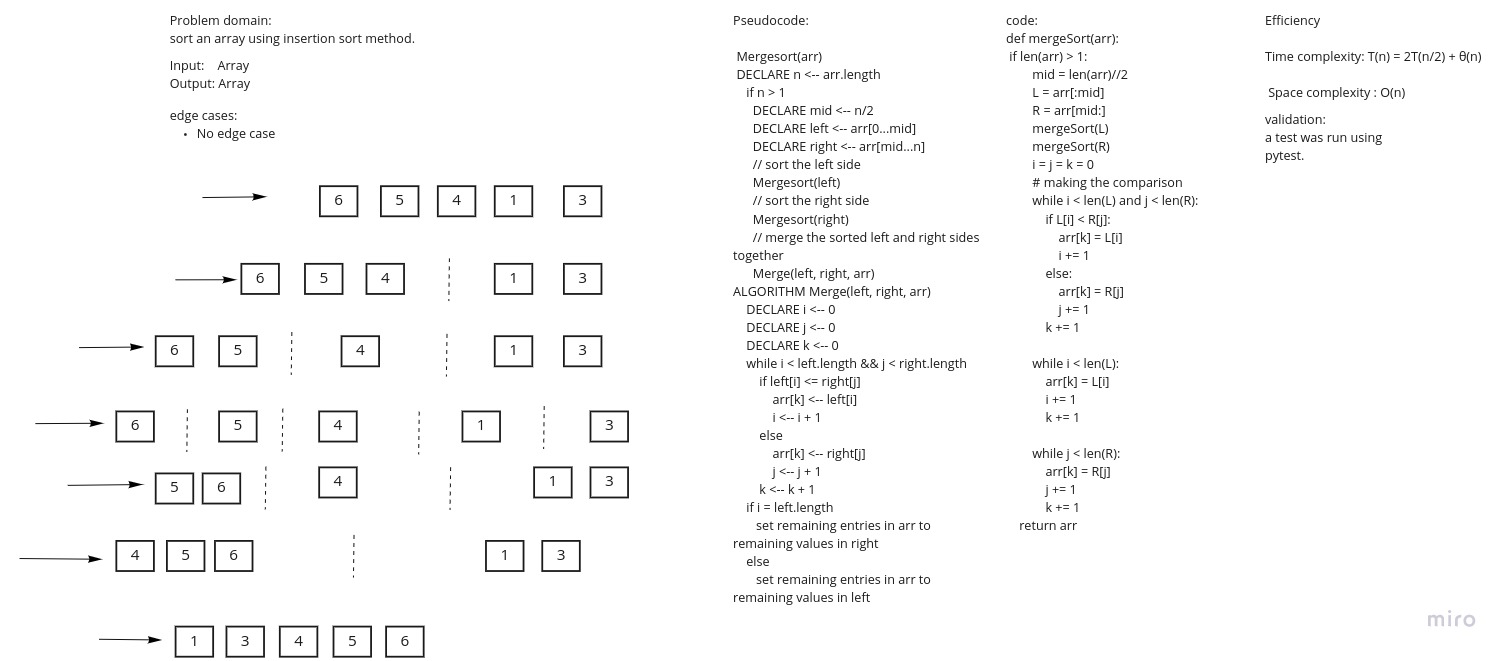 Problem domain:
sort an array using insertion sort method.
Input: Array
Output: Array
edge cases:
• No edge case
6 5 4 1 3
6 5 4 1 3
6 5 4 1 3
6 5 4 1 3
5 6 4 1 3
4 5 6 1 3
1 3 4 5 6
Pseudocode:
Mergesort(arr)
DECLARE n <-- arr.length
if n > 1
DECLARE mid <-- n/2
DECLARE left <-- arr[0...mid]
DECLARE right <-- arr[mid...n]
// sort the left side
Mergesort(left)
// sort the right side
Mergesort(right)
// merge the sorted left and right sides
together
Merge(left, right, arr)
ALGORITHM Merge(left, right, arr)
DECLARE i <-- 0
DECLARE j <-- 0
DECLARE k <-- 0
while i < left.length && j < right.length
if left[i] <= right[j]
arr[k] <-- left[i]
i <-- i + 1
else
arr[k] <-- right[j]
j <-- j + 1
k <-- k + 1
if i = left.length
set remaining entries in arr to
remaining values in right
else
set remaining entries in arr to
remaining values in left
code:
def mergeSort(arr):
if len(arr) > 1:
mid = len(arr)//2
L = arr[:mid]
R = arr[mid:]
mergeSort(L)
mergeSort(R)
i = j = k = 0
# making the comparison
while i < len(L) and j < len(R):
if L[i] < R[j]:
arr[k] = L[i]
i += 1
else:
arr[k] = R[j]
j += 1
k += 1
while i < len(L):
arr[k] = L[i]
i += 1
k += 1
while j < len(R):
arr[k] = R[j]
j += 1
k += 1
return arr
Efficiency
Time complexity: T(n) = 2T(n/2) + θ(n)
Space complexity : O(n)
validation:
a test was run using
pytest.
miro